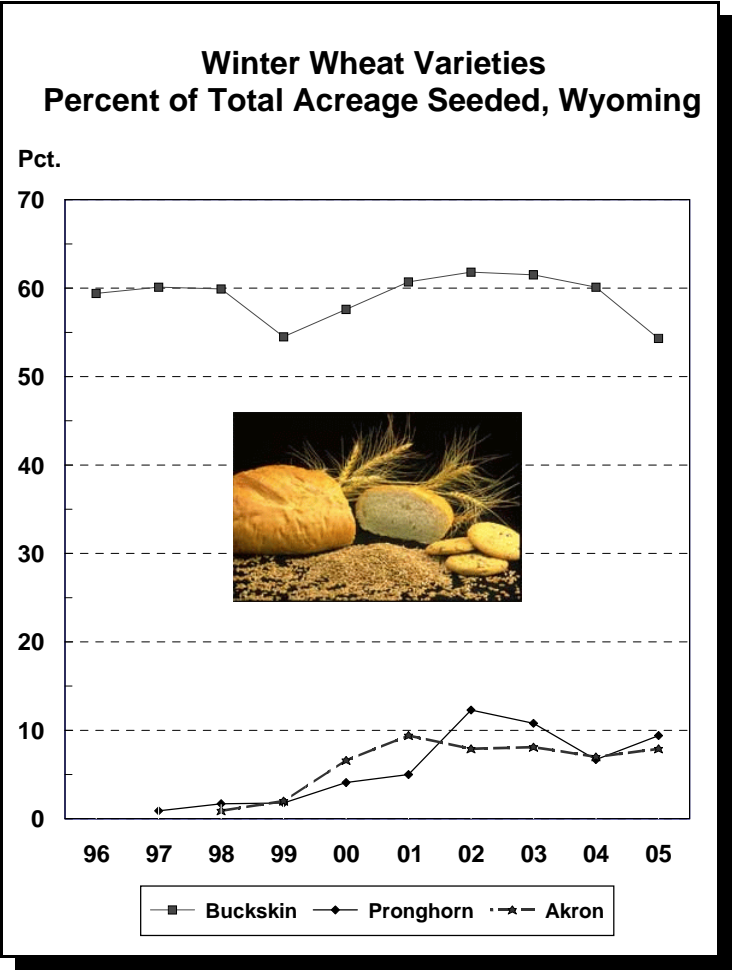 Winter Wheat Varieties
Percent of Total Acreage Seeded, Wyoming
Pct.
70
60
50
40
30
20
10
0
96 97 98 99 00 01 02 03 04 05
Buckskin Pronghorn Akron